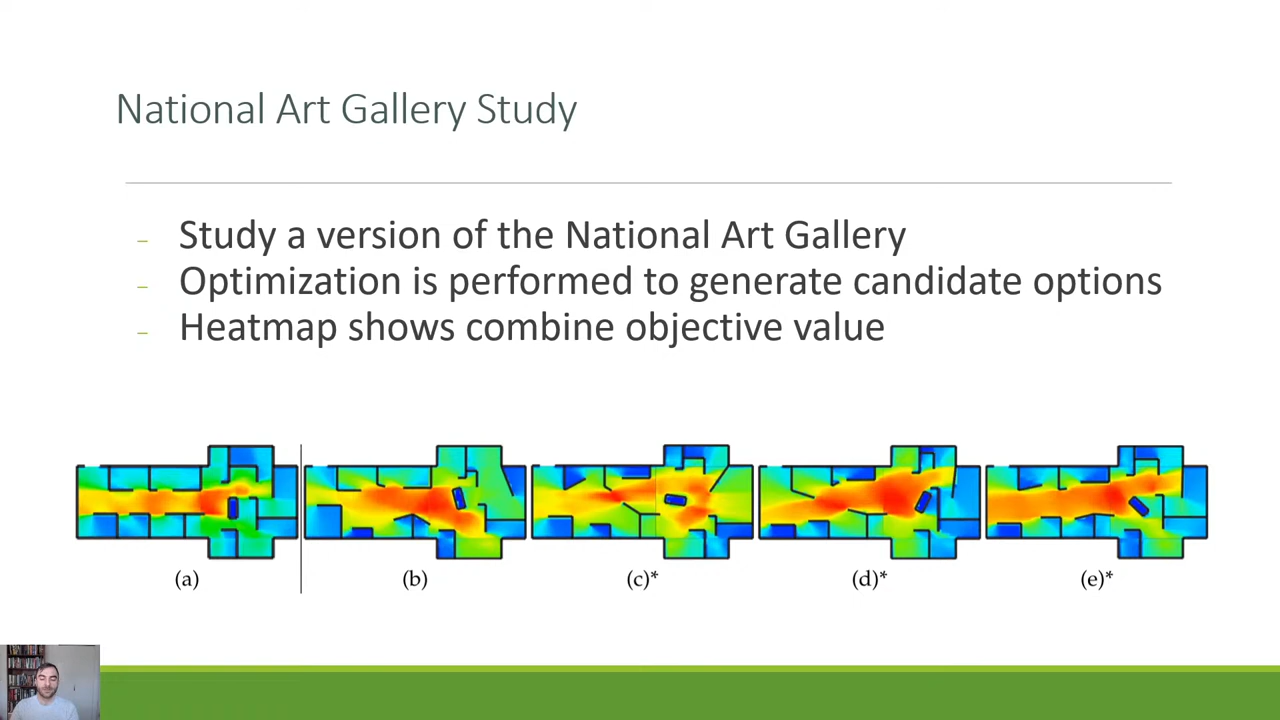 National Art Gallery Study
– Study a version of the National Art Gallery
– Optimization is performed to generate candidate options
– Heatmap shows combine objective value
(a) (b) (c)* (d)* (e)*